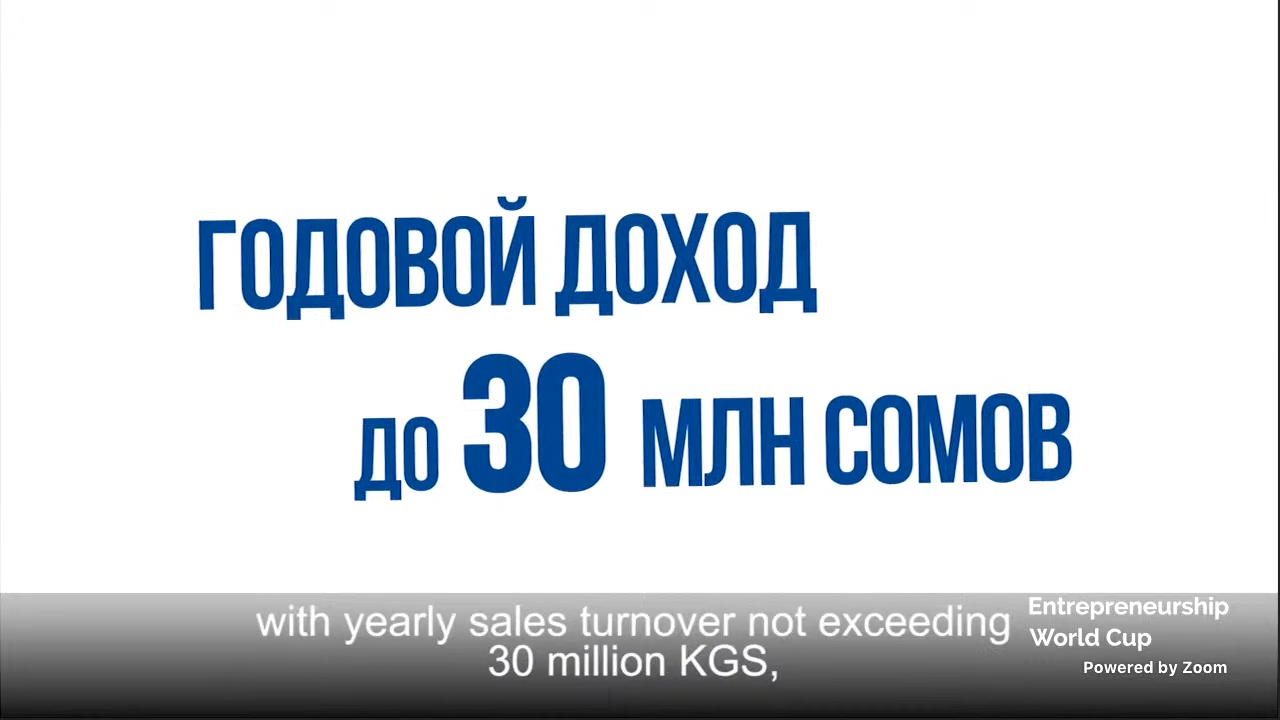 ГОДОВОЙ ДОХОД
ДО 30 МЛН СОМОВ
with yearly sales turnover not exceeding
30 million KGS,
Entrepreneurship
World Cup
Powered by Zoom